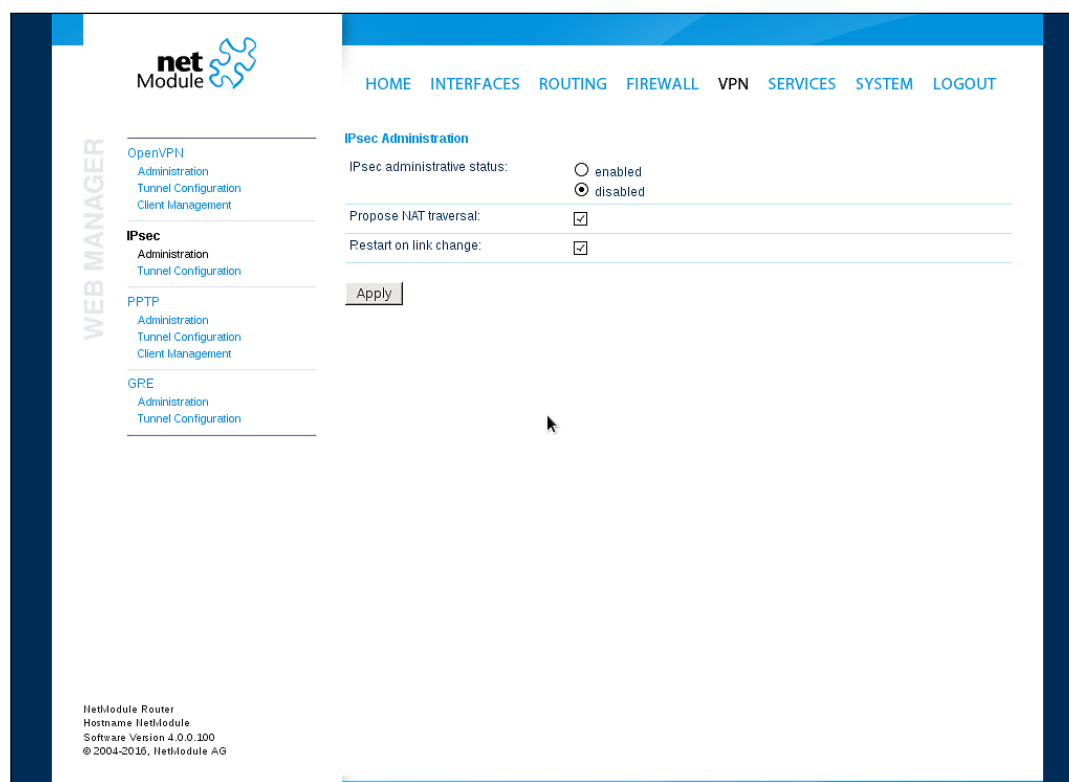 net
Module
HOME INTERFACES ROUTING FIREWALL VPN SERVICES SYSTEM LOGOUT
WEB MANAGER
OpenVPN
Administration
Tunnel Configuration
Client Management
IPsec
Administration
Tunnel Configuration
PPTP
Administration
Tunnel Configuration
Client Management
GRE
Administration
Tunnel Configuration
IPsec Administration
IPsec administrative status:
enabled
disabled
Propose NAT traversal:
Restart on link change:
Apply
NetModule Router
Hostname NetModule
Software Version 4.0.0.100
© 2004-2016, NetModule AG